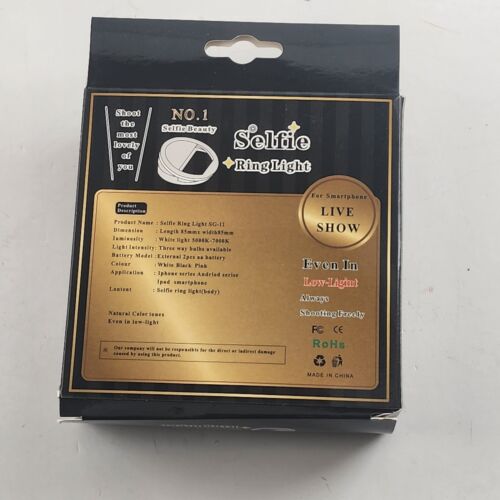 Shoot
the
most
lovely
of
you
NO.1
Selfie Beauty
Selfie
Ring Light
For Smartphone
LIVE
SHOW
Product
Description
Product Name : Selfie Ring Light SG-11
Dimension : Length 85mm± width85mm
Iuminosity : White light 5000K-7000K
Light Intensity: Three way bulbs available
Battery Model: External 2pcs aa battery
Colour : White Black Pink
Application : Iphone series Andriod series
Ipad smartphone
Lontent : Selfie ring light(body)
Natural Color tones
Even in low-light
Even In
Low-Ligint
Always
Shooting Freely
FC CE
RoHs
MADE IN CHINA
Our company will not be responsible for the direct or indirect damage
caused by using this product.